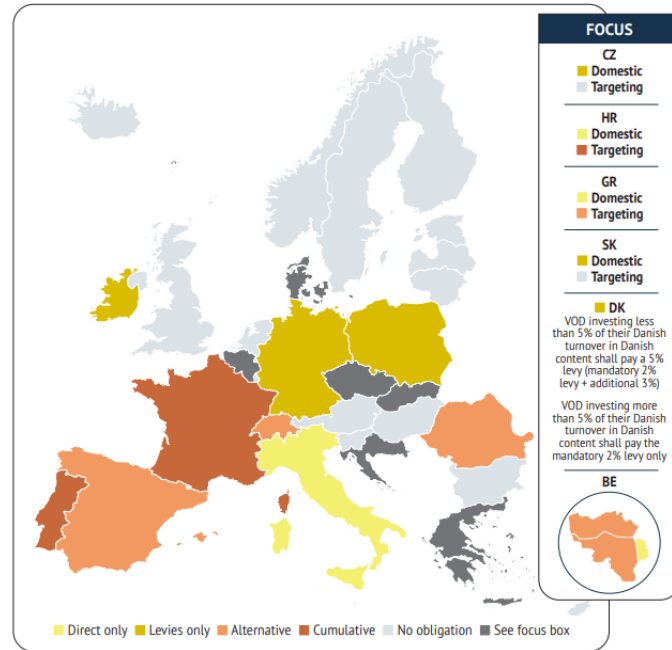 FOCUS
CZ
Domestic
Targeting
HR
Domestic
Targeting
GR
Domestic
Targeting
SK
Domestic
Targeting
DK
VOD investing less
than 5% of their Danish
turnover in Danish
content shall pay a 5%
levy (mandatory 2%
levy + additional 3%)
VOD investing more
than 5% of their Danish
turnover in Danish
content shall pay the
mandatory 2% levy only
BE
Direct only Levies only Alternative Cumulative No obligation See focus box